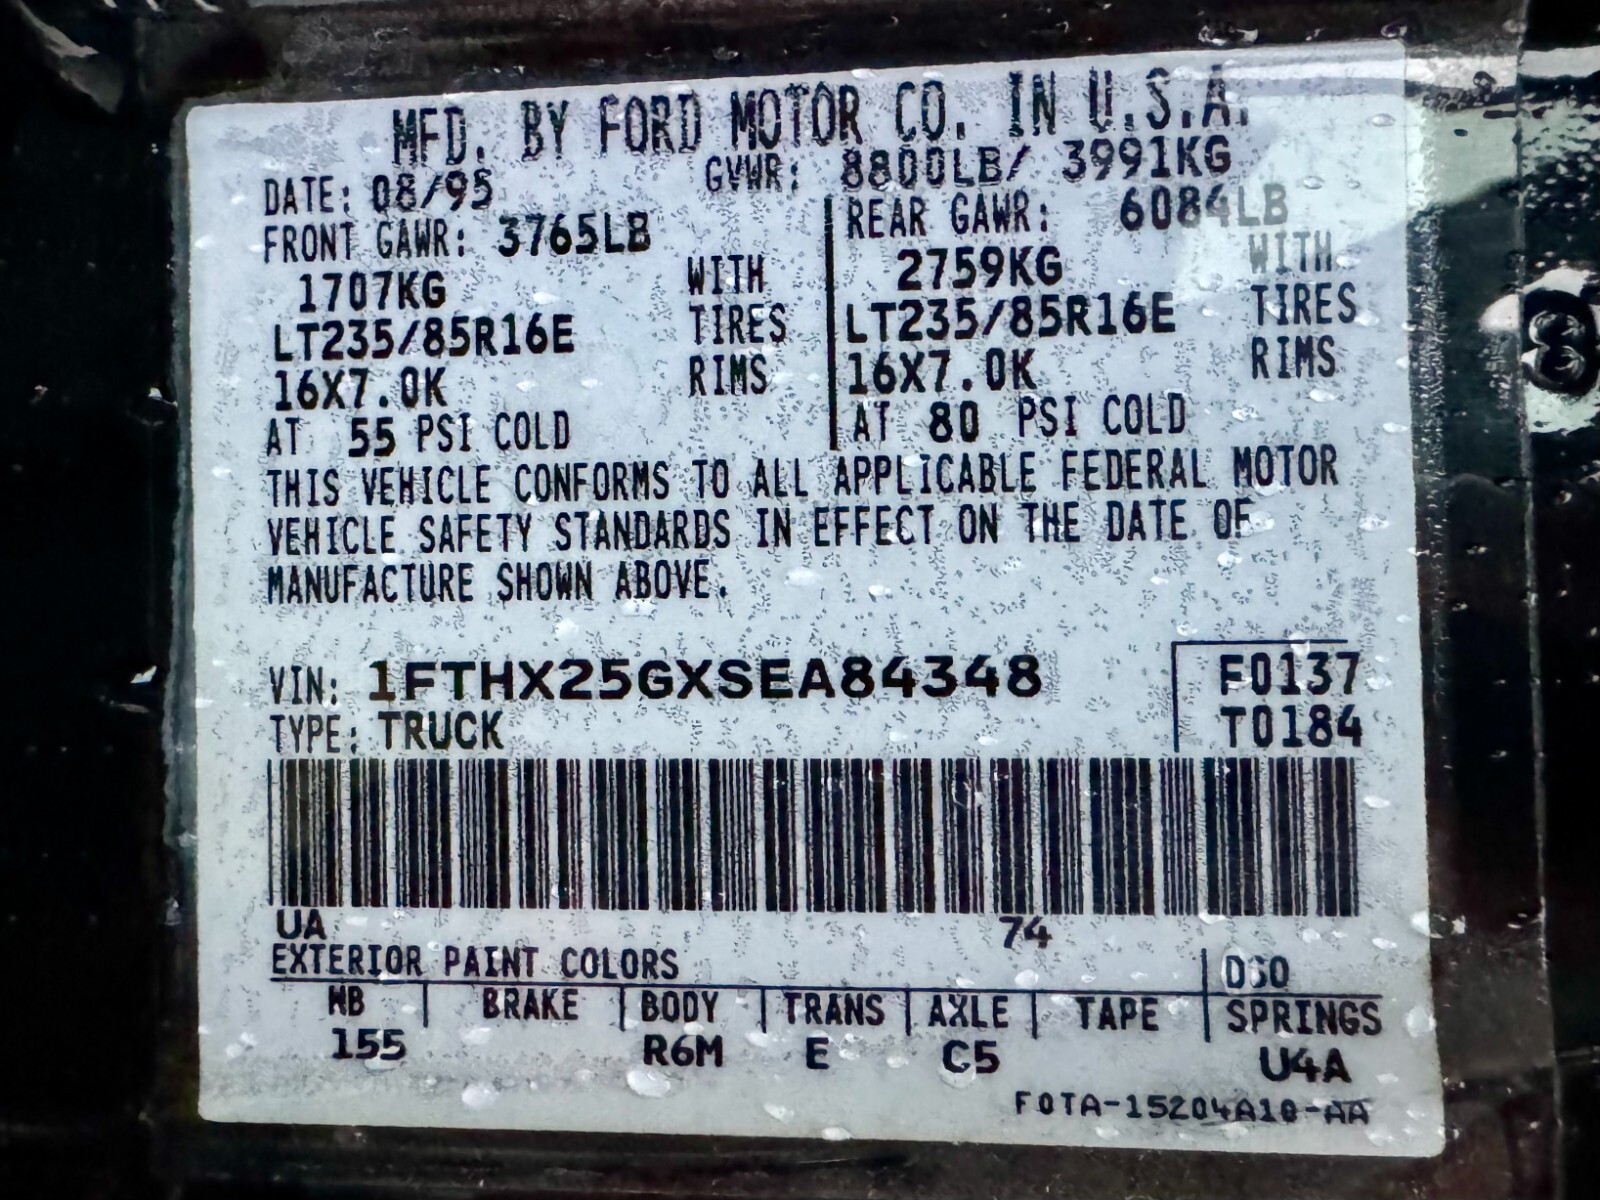 MFD. BY FORD MOTOR CO. IN U.S.A.
DATE: 08/95 GVWR: 8800LB/ 3991KG
FRONT GAWR: 3765LB REAR GAWR: 6084LB
1707KG WITH 2759KG WITH
LT235/85R16E TIRES LT235/85R16E TIRES
16X7.0K RIMS 16X7.0K RIMS
AT 55 PSI COLD AT 80 PSI COLD
THIS VEHICLE CONFORMS TO ALL APPLICABLE FEDERAL MOTOR
VEHICLE SAFETY STANDARDS IN EFFECT ON THE DATE OF
MANUFACTURE SHOWN ABOVE.
VIN: 1FTHX25GXSEA84348 F0137
TYPE: TRUCK T0184
UA 74
EXTERIOR PAINT COLORS DSO
WB BRAKE BODY TRANS AXLE TAPE SPRINGS
155 R6M E C5 U4A
F0TA-15204A10-AA